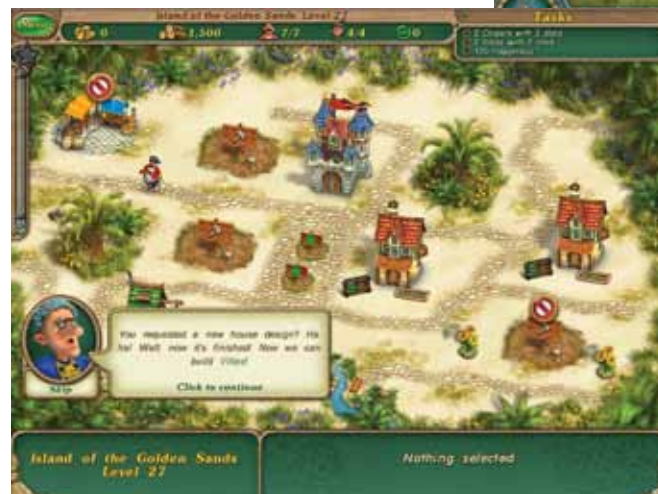 Island of the Golden Sands Level 27
Tasks
0
1,500
7/7
4/4
0
You requested a new house design? Ha
ha! Well, now it's finished! Now we can
build Villas!
Click to continue
Skip
Island of the Golden Sands
Level 27
Nothing selected